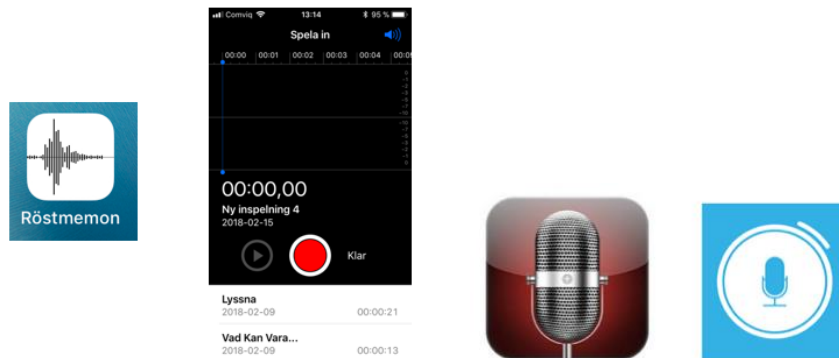 Röstmemon
Comviq 13:14 95 %
Spela in
00:00 00:01 00:02 00:03 00:04
00:00,00
Ny inspelning 4
2018-02-15
Klar
Lyssna
2018-02-09 00:00:21
Vad Kan Vara...
2018-02-09 00:00:13